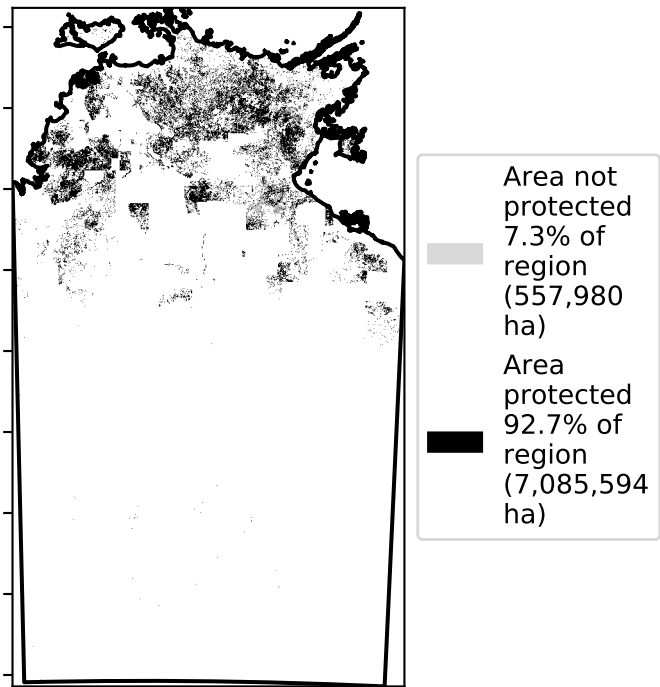 Area not
protected
7.3% of
region
(557,980
ha)
Area
protected
92.7% of
region
(7,085,594
ha)